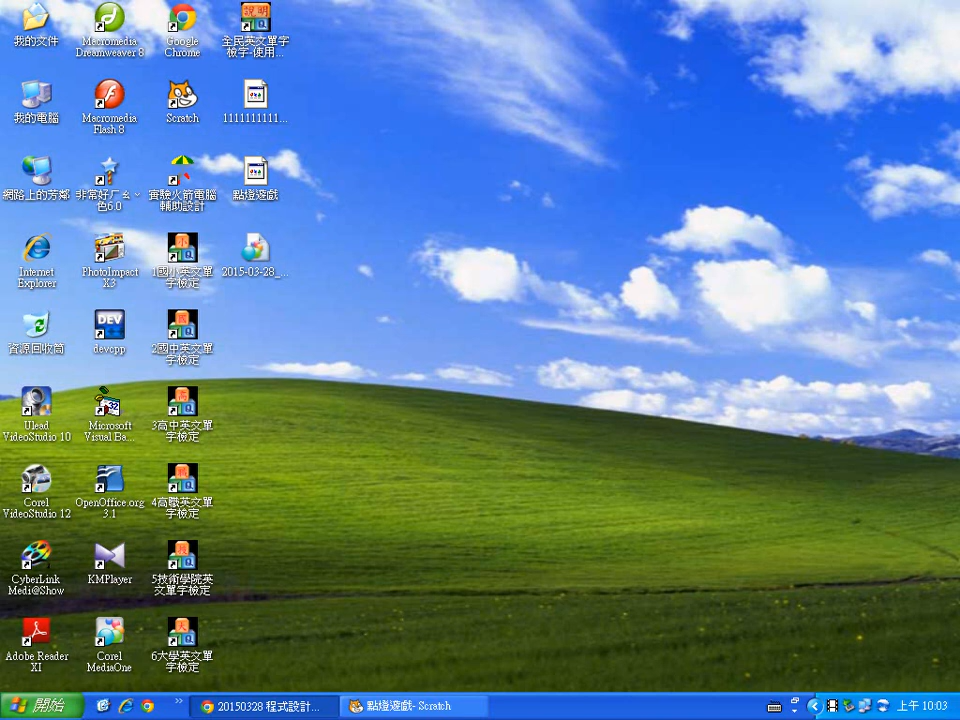 我的文件
Macromedia
Dreamweaver 8
Google
Chrome
說明
全民英文單字
檢字-使用...
我的電腦
Macromedia
Flash 8
Scratch
1111111111...
網路上的芳鄰
非常好ㄏㄠˇ
色6.0
實驗火箭電腦
輔助設計
點燈遊戲
Internet
Explorer
PhotoImpact
X3
1國小英文單
字檢定
2015-03-28_...
資源回收筒
DEV
devcpp
2國中英文單
字檢定
Ulead
VideoStudio 10
Microsoft
Visual Ba...
3高中英文單
字檢定
Corel
VideoStudio 12
OpenOffice.org
3.1
4高職英文單
字檢定
CyberLink
Medi@Show
KMPlayer
5技術學院英
文單字檢定
Adobe Reader
XI
Corel
MediaOne
6大學英文單
字檢定
開始
20150328 程式設計...
點燈遊戲- Scratch
上午 10:03